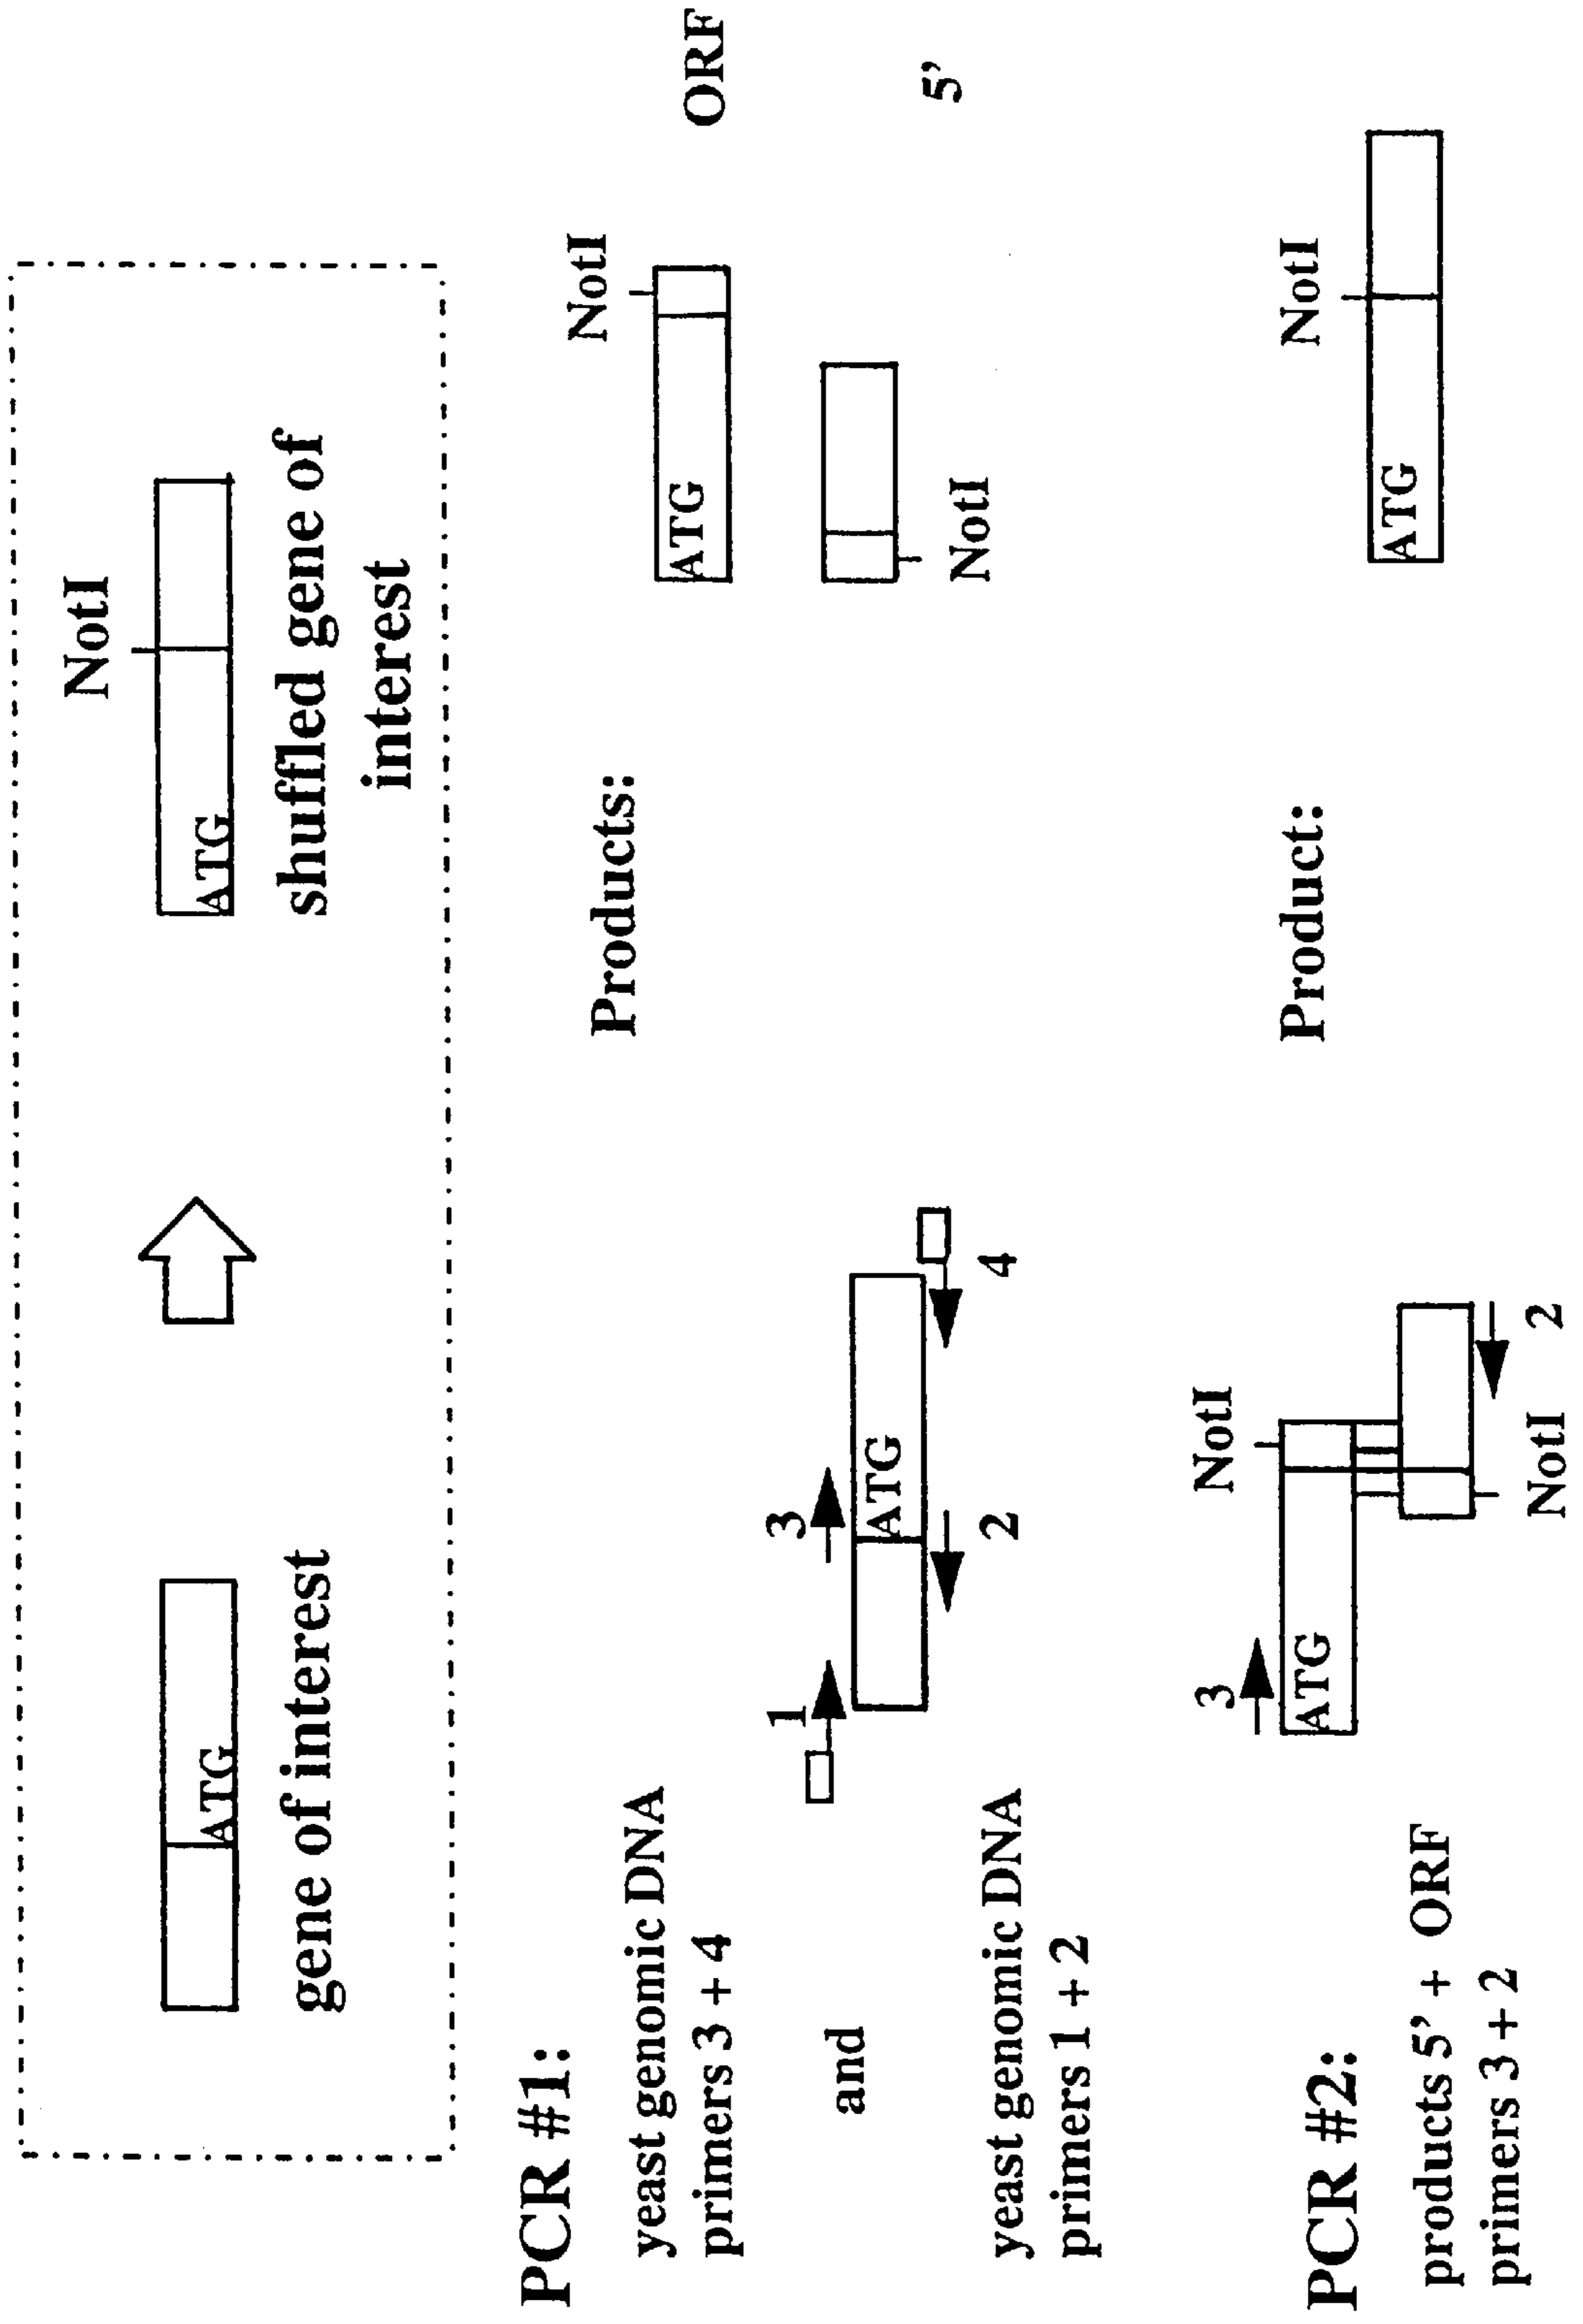 NotI
ATG
ATG
gene of interest
shuffled gene of
interest
PCR #1:
Products:
yeast genomic DNA
primers 3 + 4
and
yeast genomic DNA
primers 1 + 2
1
3
ATG
2
4
NotI
ATG
ORF
5’
NotI
PCR #2:
Product:
products 5’ + ORF
primers 3 + 2
3
NotI
ATG
NotI
2
NotI
ATG